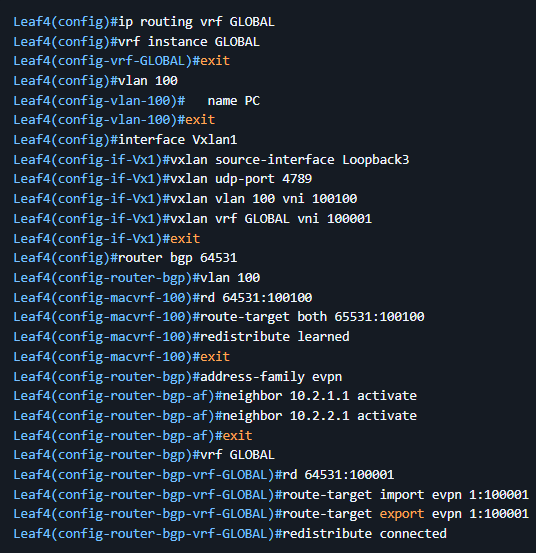 Leaf4(config)#ip routing vrf GLOBAL
Leaf4(config)#vrf instance GLOBAL
Leaf4(config-vrf-GLOBAL)#exit
Leaf4(config)#vlan 100
Leaf4(config-vlan-100)#   name PC
Leaf4(config-vlan-100)#exit
Leaf4(config)#interface Vxlan1
Leaf4(config-if-Vx1)#vxlan source-interface Loopback3
Leaf4(config-if-Vx1)#vxlan udp-port 4789
Leaf4(config-if-Vx1)#vxlan vlan 100 vni 100100
Leaf4(config-if-Vx1)#vxlan vrf GLOBAL vni 100001
Leaf4(config-if-Vx1)#exit
Leaf4(config)#router bgp 64531
Leaf4(config-router-bgp)#vlan 100
Leaf4(config-macvrf-100)#rd 64531:100100
Leaf4(config-macvrf-100)#route-target both 65531:100100
Leaf4(config-macvrf-100)#redistribute learned
Leaf4(config-macvrf-100)#exit
Leaf4(config-router-bgp)#address-family evpn
Leaf4(config-router-bgp-af)#neighbor 10.2.1.1 activate
Leaf4(config-router-bgp-af)#neighbor 10.2.2.1 activate
Leaf4(config-router-bgp-af)#exit
Leaf4(config-router-bgp)#vrf GLOBAL
Leaf4(config-router-bgp-vrf-GLOBAL)#rd 64531:100001
Leaf4(config-router-bgp-vrf-GLOBAL)#route-target import evpn 1:100001
Leaf4(config-router-bgp-vrf-GLOBAL)#route-target export evpn 1:100001
Leaf4(config-router-bgp-vrf-GLOBAL)#redistribute connected